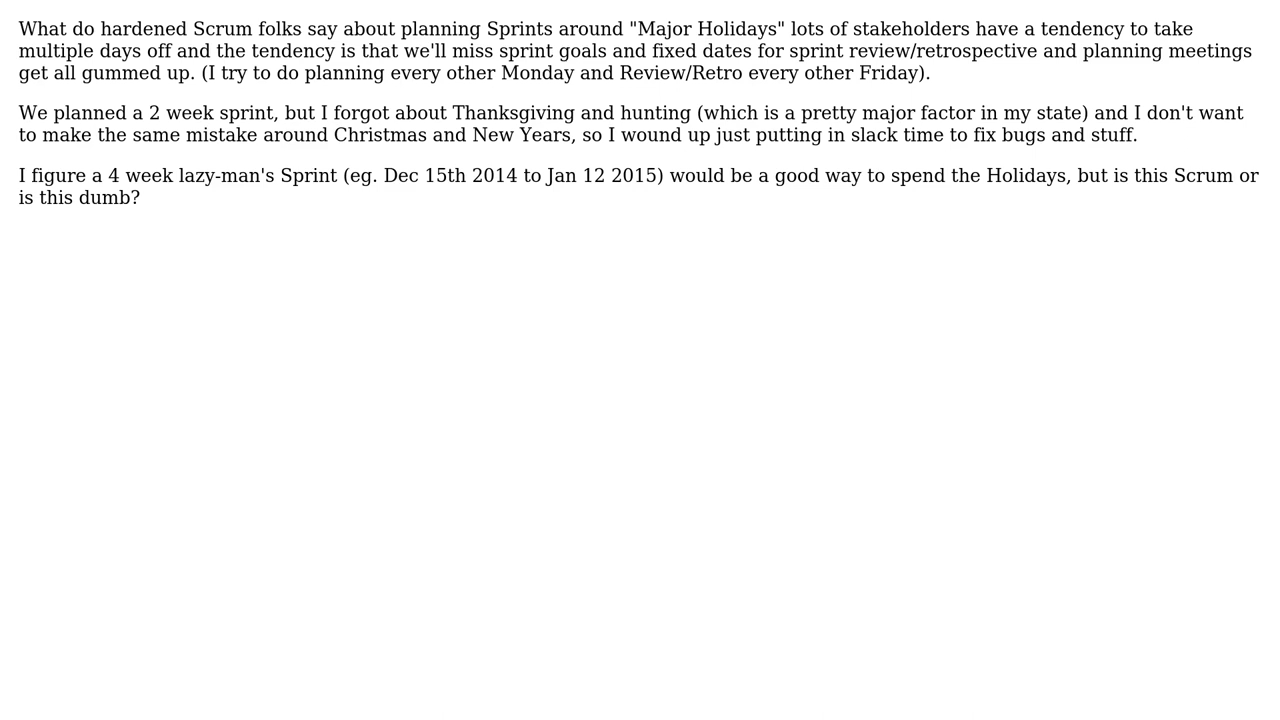 What do hardened Scrum folks say about planning Sprints around "Major Holidays" lots of stakeholders have a tendency to take
multiple days off and the tendency is that we'll miss sprint goals and fixed dates for sprint review/retrospective and planning meetings
get all gummed up. (I try to do planning every other Monday and Review/Retro every other Friday).
We planned a 2 week sprint, but I forgot about Thanksgiving and hunting (which is a pretty major factor in my state) and I don't want
to make the same mistake around Christmas and New Years, so I wound up just putting in slack time to fix bugs and stuff.
I figure a 4 week lazy-man's Sprint (eg. Dec 15th 2014 to Jan 12 2015) would be a good way to spend the Holidays, but is this Scrum or
is this dumb?